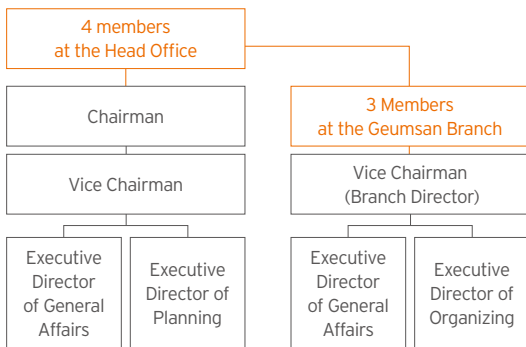 4 members
at the Head Office
Chairman
3 Members
at the Geumsan Branch
Vice Chairman
Vice Chairman
(Branch Director)
Executive
Director
of General
Affairs
Executive
Director of
Planning
Executive
Director
of General
Affairs
Executive
Director of
Organizing